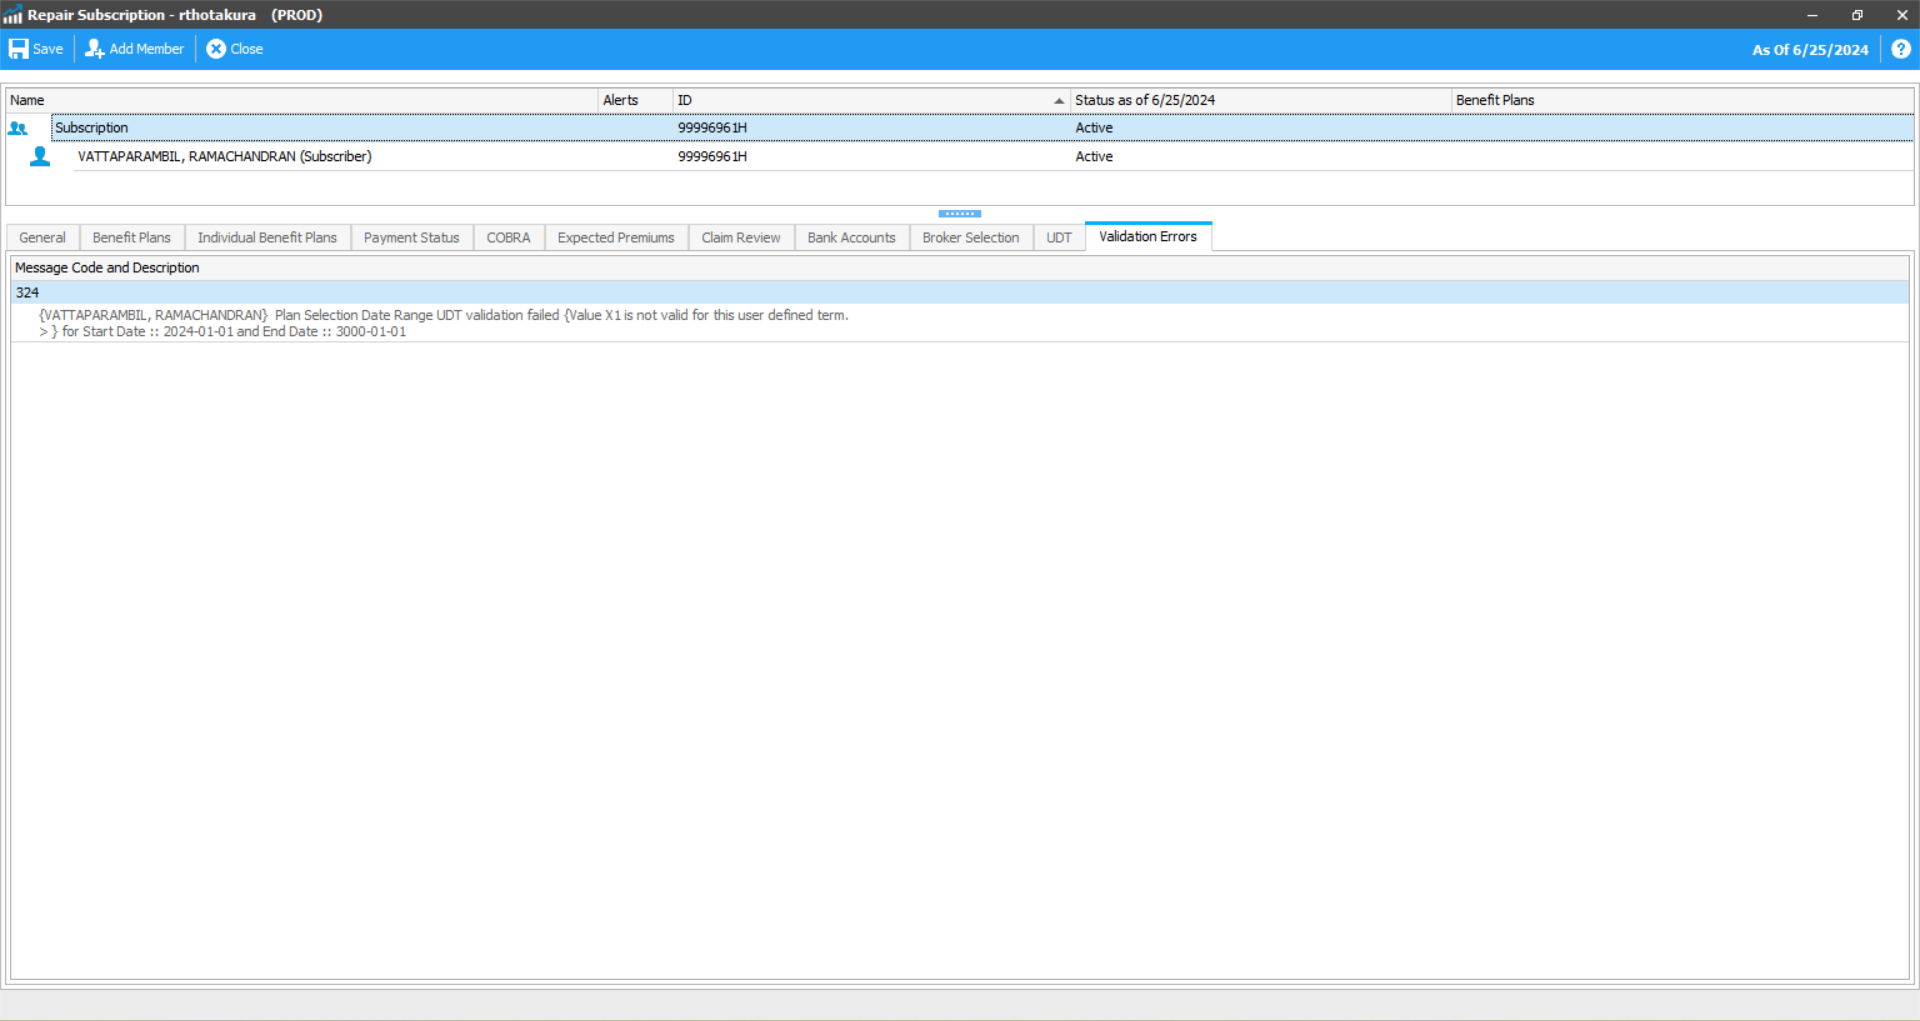 Repair Subscription - rthotakura (PROD)
Save Add Member Close As Of 6/25/2024 ?
Name Alerts ID Status as of 6/25/2024 Benefit Plans
Subscription 99996961H Active
VATTAPARAMBIL, RAMACHANDRAN (Subscriber) 99996961H Active
General Benefit Plans Individual Benefit Plans Payment Status COBRA Expected Premiums Claim Review Bank Accounts Broker Selection UDT Validation Errors
Message Code and Description
324
{VATTAPARAMBIL, RAMACHANDRAN} Plan Selection Date Range UDT validation failed {Value X1 is not valid for this user defined term.
> } for Start Date :: 2024-01-01 and End Date :: 3000-01-01